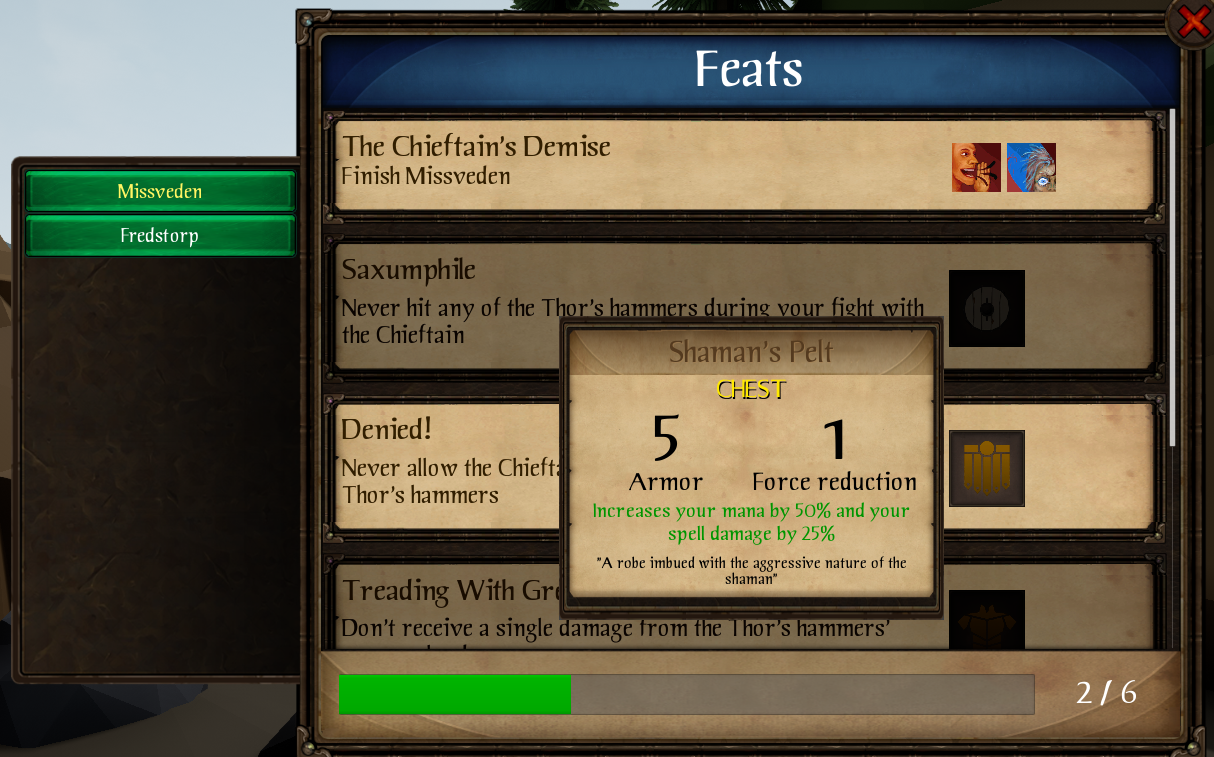 Feats
Missveden
Fredstorp
The Chieftain's Demise
Finish Missveden
Saxumphile
Never hit any of the Thor's hammers during your fight with
the Chieftain
Denied!
Never allow the
Thor's hammers
Treading With
Don't receive a single damage from the Thor's hammers'
Shaman's Pelt
CHEST
5 1
Armor Force reduction
Increases your mana by 50% and your
spell damage by 25%
"A robe imbued with the aggressive nature of the
shaman"
2 / 6